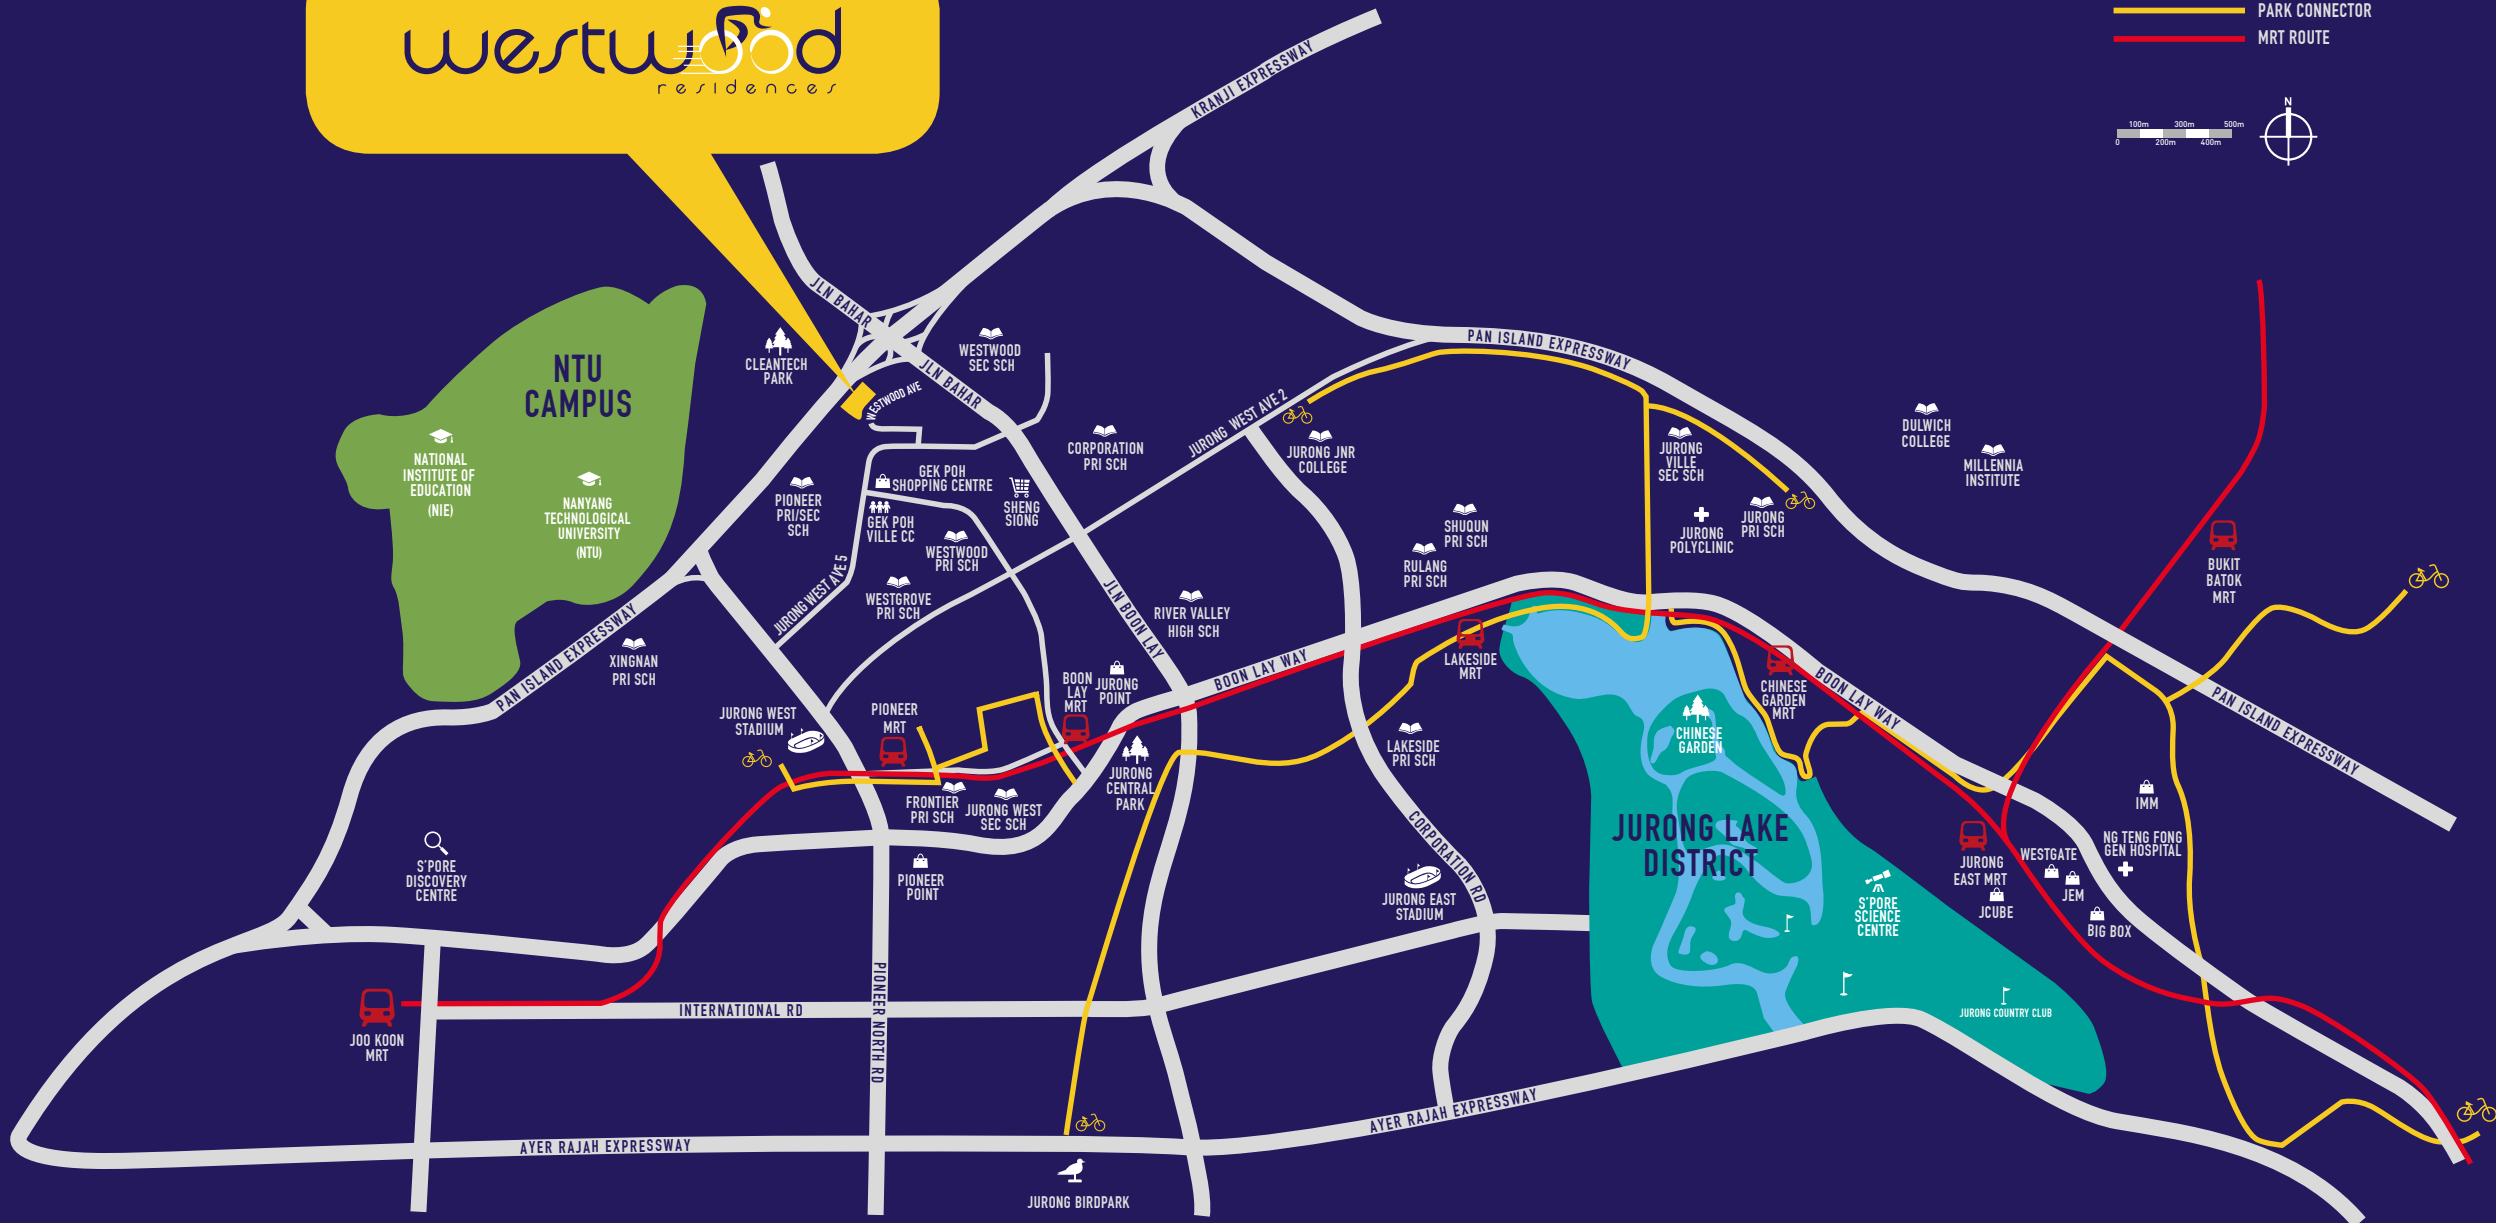 westwood
residences
PARK CONNECTOR
MRT ROUTE
N
100m 300m 500m
0 200m 400m
KRANJI EXPRESSWAY
JLN BAHAR
JLN BAHAR
CLEANTECH
PARK
WESTWOOD
SEC SCH
WESTWOOD AVE
PAN ISLAND EXPRESSWAY
NTU
CAMPUS
NATIONAL
INSTITUTE OF
EDUCATION
(NIE)
NANYANG
TECHNOLOGICAL
UNIVERSITY
(NTU)
JURONG WEST AVE 2
CORPORATION
PRI SCH
JURONG JNR
COLLEGE
JURONG
VILLE
SEC SCH
DULWICH
COLLEGE
MILLENNIA
INSTITUTE
GEK POH
SHOPPING CENTRE
PIONEER
PRI/SEC
SCH
GEK POH
VILLE CC
SHENG
SIONG
WESTWOOD
PRI SCH
SHUQUN
PRI SCH
RULANG
PRI SCH
JURONG
POLYCLINIC
JURONG
PRI SCH
BUKIT
BATOK
MRT
JURONG WEST AVE 5
WESTGROVE
PRI SCH
JLN BOON LAY
RIVER VALLEY
HIGH SCH
PAN ISLAND EXPRESSWAY
XINGNAN
PRI SCH
BOON LAY WAY
LAKESIDE
MRT
CHINESE
GARDEN
MRT
BOON LAY WAY
PAN ISLAND EXPRESSWAY
BOON
LAY
MRT
JURONG
POINT
JURONG WEST
STADIUM
PIONEER
MRT
CHINESE
GARDEN
LAKESIDE
PRI SCH
JURONG
CENTRAL
PARK
FRONTIER
PRI SCH
JURONG WEST
SEC SCH
IMM
JURONG LAKE
DISTRICT
CORPORATION RD
NG TENG FONG
GEN HOSPITAL
WESTGATE
JURONG
EAST MRT
JEM
JCUBE
BIG BOX
S'PORE
DISCOVERY
CENTRE
PIONEER
POINT
JURONG EAST
STADIUM
S'PORE
SCIENCE
CENTRE
JOO KOON
MRT
INTERNATIONAL RD
PIONEER NORTH RD
JURONG COUNTRY CLUB
AYER RAJAH EXPRESSWAY
AYER RAJAH EXPRESSWAY
JURONG BIRDPARK